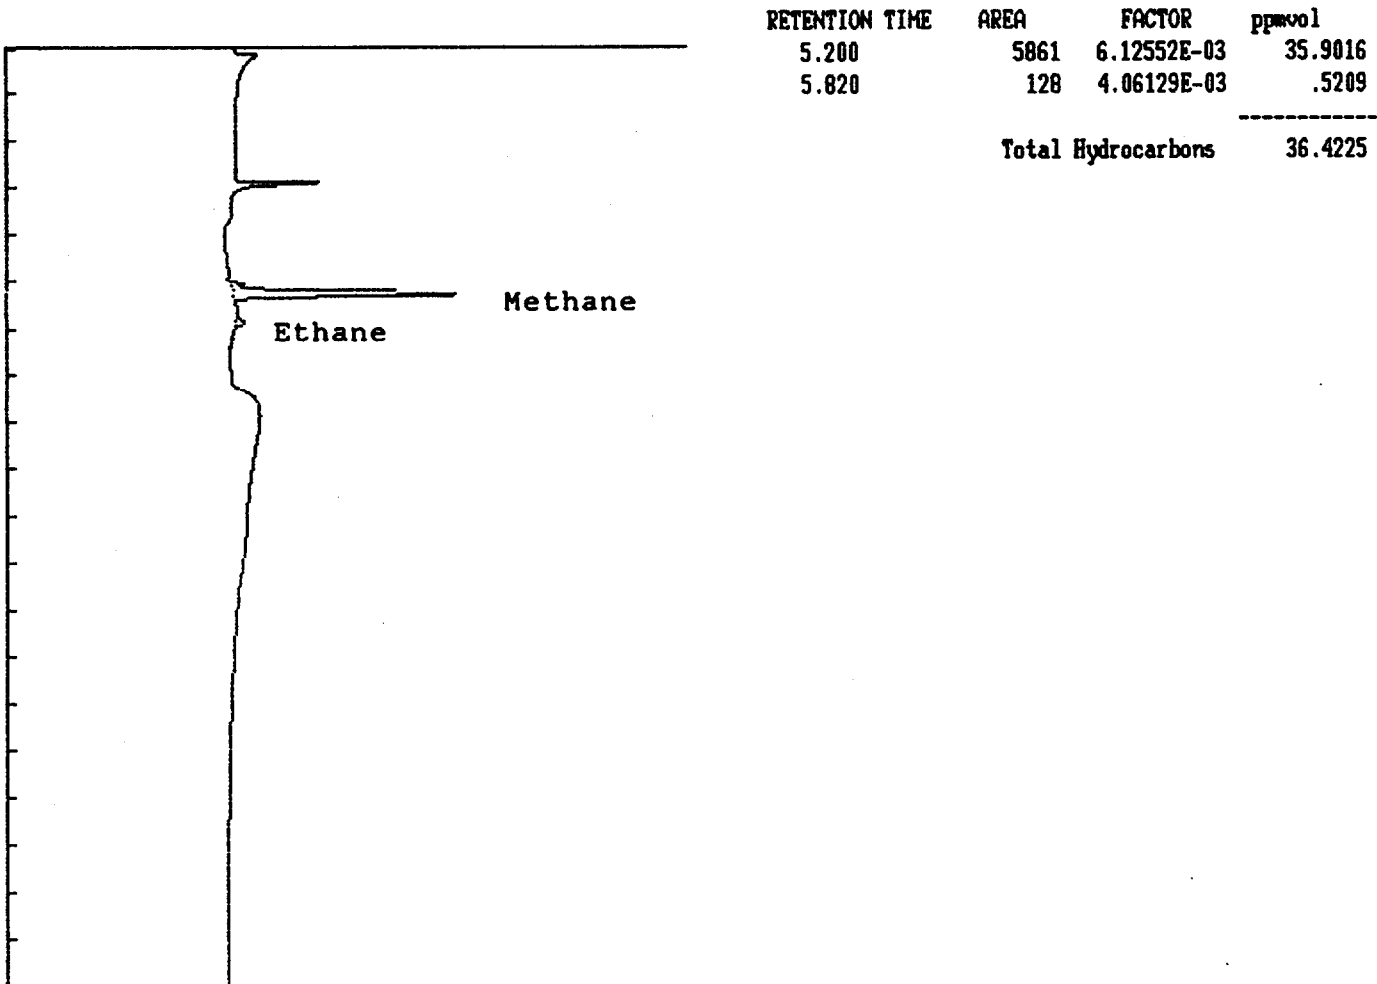 RETENTION TIME AREA FACTOR ppmvol
5.200 5861 6.12552E-03 35.9016
5.820 128 4.06129E-03 .5209
------------
Total Hydrocarbons 36.4225
Methane
Ethane